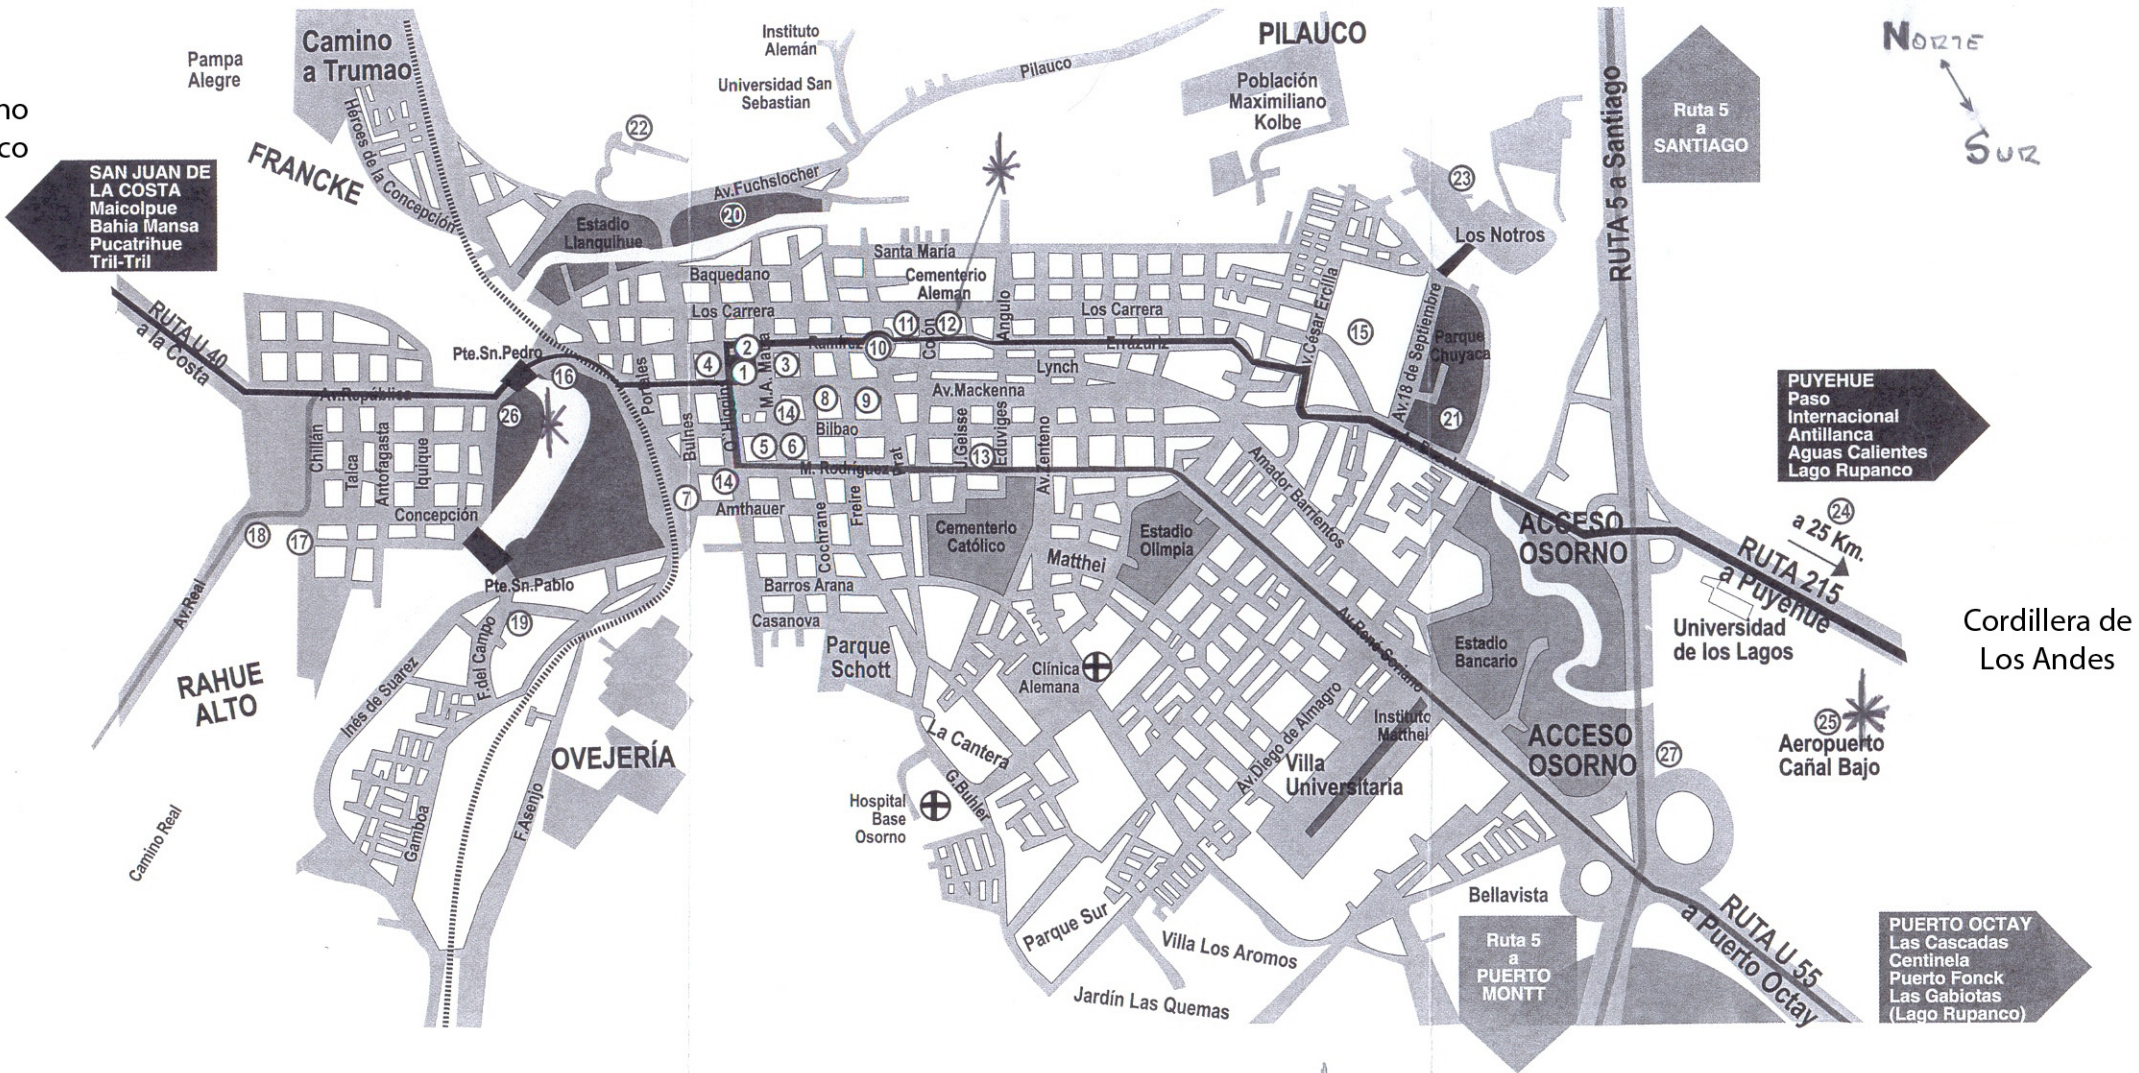 Camino
a Trumao
Pampa
Alegre
Instituto
Alemán
Universidad San
Sebastian
Pilauco
PILAUCO
Población
Maximiliano
Kolbe
RUTA 5 a Santiago
Ruta 5
a
SANTIAGO
NORTE
SUR
no
co
SAN JUAN DE
LA COSTA
Maicolpue
Bahia Mansa
Pucatrihue
Tril-Tril
FRANCKE
Héroes de la Concepción
22
Av.Fuchslocher
20
Estadio
Llanquihue
23
Los Notros
Santa María
Baquedano
Cementerio
Aleman
Los Carrera
Los Carrera
Angulo
Colón
11
12
10
Ramírez
Errázuriz
Lynch
Av.Mackenna
Av.César Ercilla
15
Av.18 de Septiembre
Parque
Chuyaca
21
RUTA U 40
a la Costa
Pte.Sn.Pedro
16
26
Av.República
Portales
Bulnes
O'Higgins
M.A. Matta
4
2
1
3
8
9
14
Bilbao
5
6
M. Rodríguez
Prat
J.Geisse
Eduviges
13
Av.Zenteno
7
14
Amthauer
Cochrane
Freire
Chillán
Talca
Antofagasta
Iquique
Concepción
18
17
Av.Real
Pte.Sn.Pablo
19
F.del Campo
Inés de Suarez
RAHUE
ALTO
Camino Real
Gamboa
F.Asenjo
OVEJERÍA
Barros Arana
Casanova
Parque
Schott
Cementerio
Católico
Matthei
Estadio
Olimpia
Amador Barrientos
Clínica
Alemana
La Cantera
G.Buhler
Hospital
Base
Osorno
Parque Sur
Villa Los Aromos
Jardín Las Quemas
Av.Diego de Almagro
Villa
Universitaria
Instituto
Matthei
Av.René Soriano
Estadio
Bancario
ACCESO
OSORNO
ACCESO
OSORNO
27
Bellavista
Ruta 5
a
PUERTO
MONTT
PUYEHUE
Paso
Internacional
Antillanca
Aguas Calientes
Lago Rupanco
24
a 25 Km.
RUTA 215
a Puyehue
Universidad
de los Lagos
Cordillera de
Los Andes
25
Aeropuerto
Cañal Bajo
RUTA U 55
a Puerto Octay
PUERTO OCTAY
Las Cascadas
Centinela
Puerto Fonck
Las Gabiotas
(Lago Rupanco)